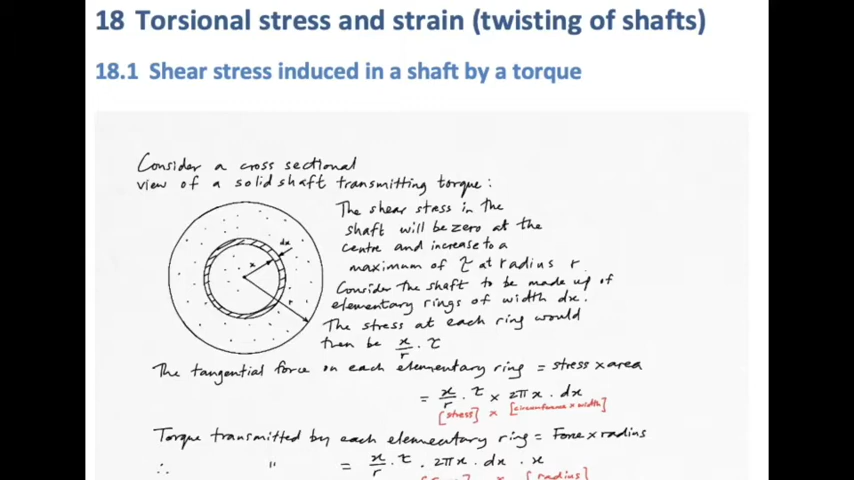 18 Torsional stress and strain (twisting of shafts)
18.1 Shear stress induced in a shaft by a torque
Consider a cross sectional
view of a solid shaft transmitting torque:
The shear stress in the
shaft will be zero at the
centre and increase to a
maximum of τ at radius r.
Consider the shaft to be made up of
elementary rings of width dx.
The stress at each ring would
then be x/r . τ
dx
x
r
The tangential force on each elementary ring = stress x area
= x/r . τ x 2πx . dx
[stress] x [circumference x width]
Torque transmitted by each elementary ring = Force x radius
∴ " = x/r . τ . 2πx . dx . x
x [radius]